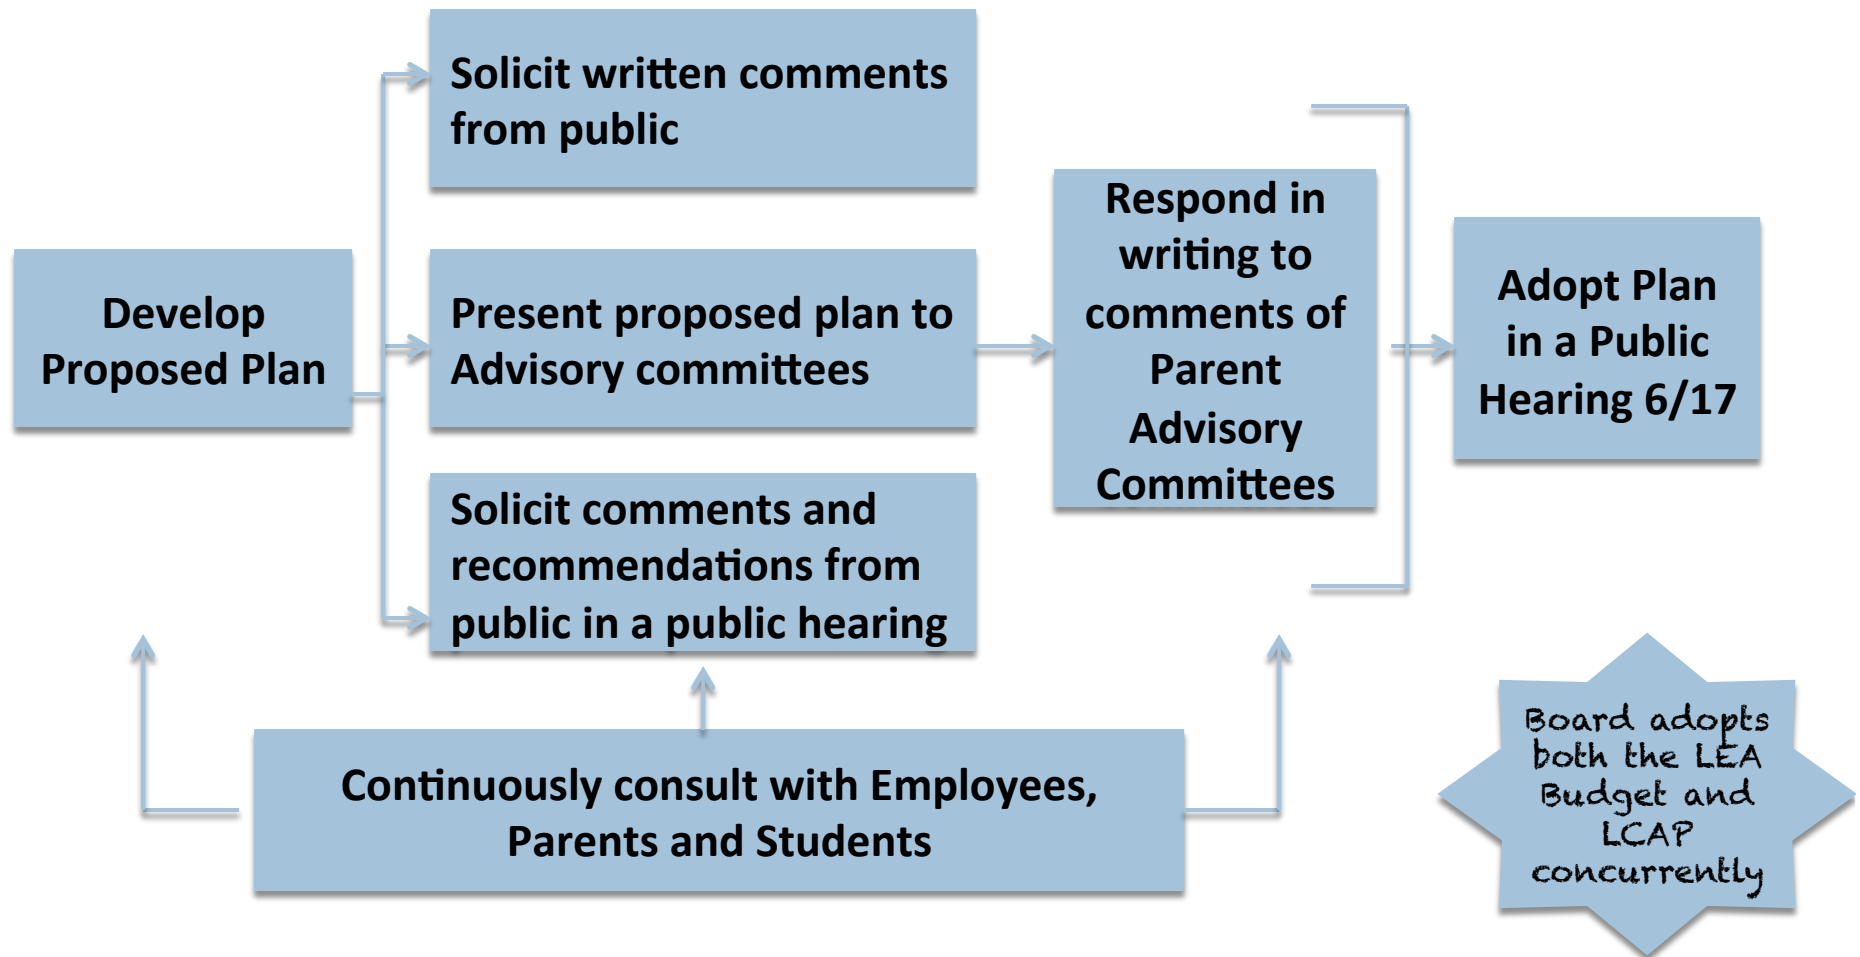 Solicit written comments
from public
Develop
Proposed Plan
Present proposed plan to
Advisory committees
Solicit comments and
recommendations from
public in a public hearing
Respond in
writing to
comments of
Parent
Advisory
Committees
Adopt Plan
in a Public
Hearing 6/17
Continuously consult with Employees,
Parents and Students
Board adopts
both the LEA
Budget and
LCAP
concurrently